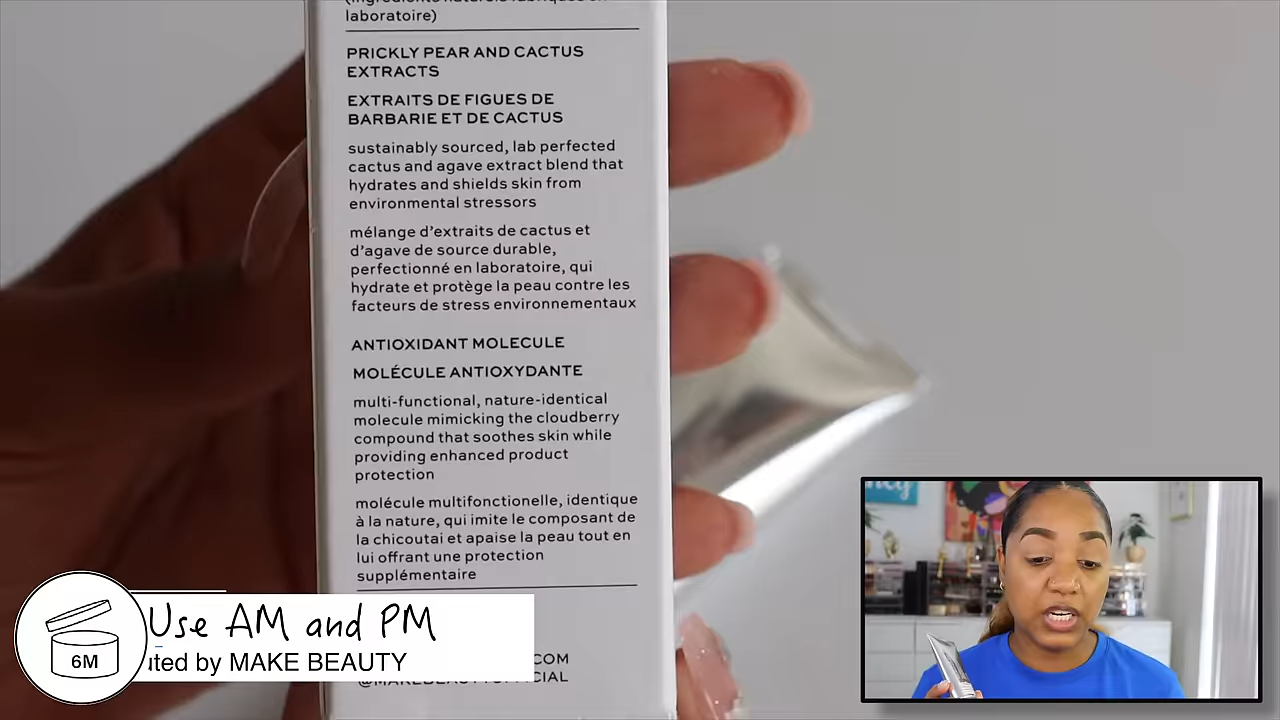 laboratoire)
PRICKLY PEAR AND CACTUS
EXTRACTS
EXTRAITS DE FIGUES DE
BARBARIE ET DE CACTUS
sustainably sourced, lab perfected
cactus and agave extract blend that
hydrates and shields skin from
environmental stressors
mélange d'extraits de cactus et
d'agave de source durable,
perfectionné en laboratoire, qui
hydrate et protège la peau contre les
facteurs de stress environnementaux
ANTIOXIDANT MOLECULE
MOLÉCULE ANTIOXYDANTE
multi-functional, nature-identical
molecule mimicking the cloudberry
compound that soothes skin while
providing enhanced product
protection
molécule multifonctionelle, identique
à la nature, qui imite le composant de
la chicoutai et apaise la peau tout en
lui offrant une protection
supplémentaire
Use AM and PM
6M
uted by MAKE BEAUTY
COM